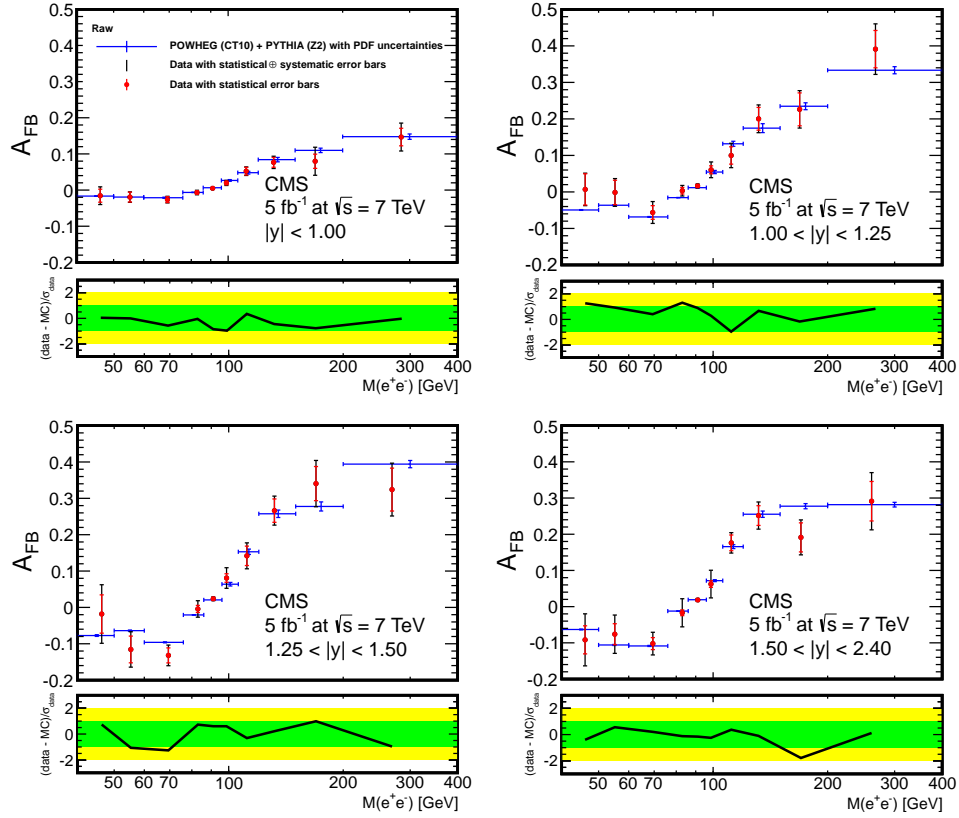 0.5
0.4
0.3
0.2
0.1
0
-0.1
-0.2
A_FB
Raw
POWHEG (CT10) + PYTHIA (Z2) with PDF uncertainties
Data with statistical ⊕ systematic error bars
Data with statistical error bars
CMS
5 fb⁻¹ at √s = 7 TeV
|y| < 1.00
(data - MC)/σ_data
2
0
-2
50 60 70 100 200 300 400
M(e⁺e⁻) [GeV]
0.4
0.3
0.2
0.1
0
-0.1
-0.2
A_FB
CMS
5 fb⁻¹ at √s = 7 TeV
1.00 < |y| < 1.25
(data - MC)/σ_data
2
0
-2
50 60 70 100 200 300 400
M(e⁺e⁻) [GeV]
0.4
0.3
0.2
0.1
0
-0.1
-0.2
A_FB
CMS
5 fb⁻¹ at √s = 7 TeV
1.25 < |y| < 1.50
(data - MC)/σ_data
2
0
-2
50 60 70 100 200 300 400
M(e⁺e⁻) [GeV]
0.4
0.3
0.2
0.1
0
-0.1
-0.2
A_FB
CMS
5 fb⁻¹ at √s = 7 TeV
1.50 < |y| < 2.40
(data - MC)/σ_data
2
0
-2
50 60 70 100 200 300 400
M(e⁺e⁻) [GeV]